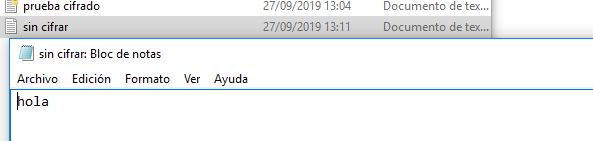 prueba cifrado 27/09/2019 13:04 Documento de tex...
sin cifrar 27/09/2019 13:11 Documento de tex...
sin cifrar: Bloc de notas
Archivo Edición Formato Ver Ayuda
hola